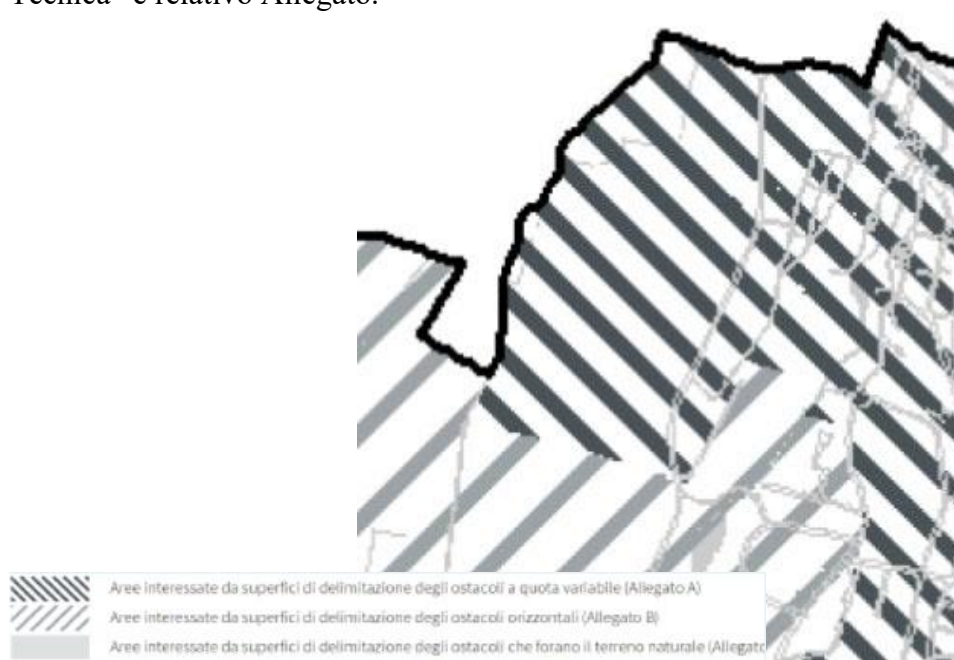 Tecnica" e relativo Allegato.
Aree interessate da superfici di delimitazione degli ostacoli a quota variabile (Allegato A)
Aree interessate da superfici di delimitazione degli ostacoli orizzontali (Allegato B)
Aree interessate da superfici di delimitazione degli ostacoli che forano il terreno naturale (Allegato